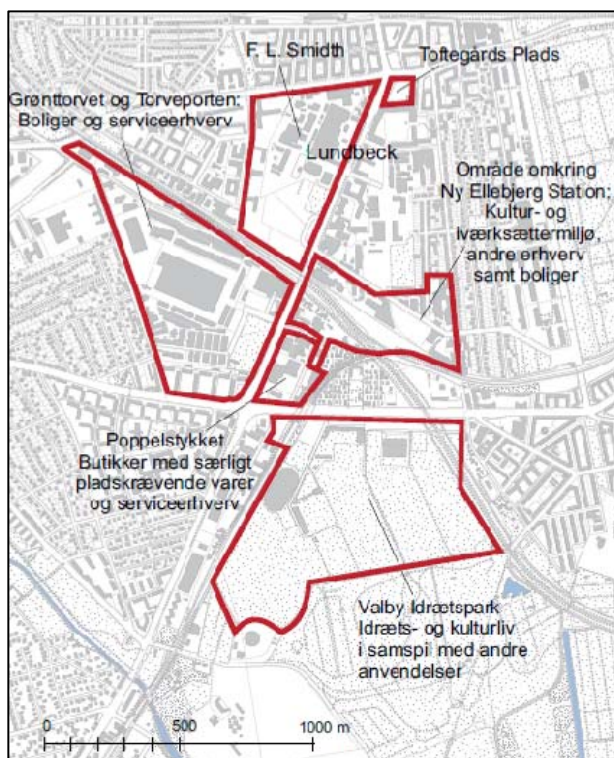 F. L. Smidth
Toftegårds Plads
Grønttorvet og Torveporten:
Boliger og serviceerhverv
Lundbeck
Område omkring
Ny Ellebjerg Station:
Kultur- og
Iværksættermiljø,
andre erhverv
samt boliger
Poppelstykket
Butikker med særligt
pladskrævende varer
og serviceerhverv
Valby Idrætspark
Idræts- og kulturliv
i samspil med andre
anvendelser
0 500 1000 m